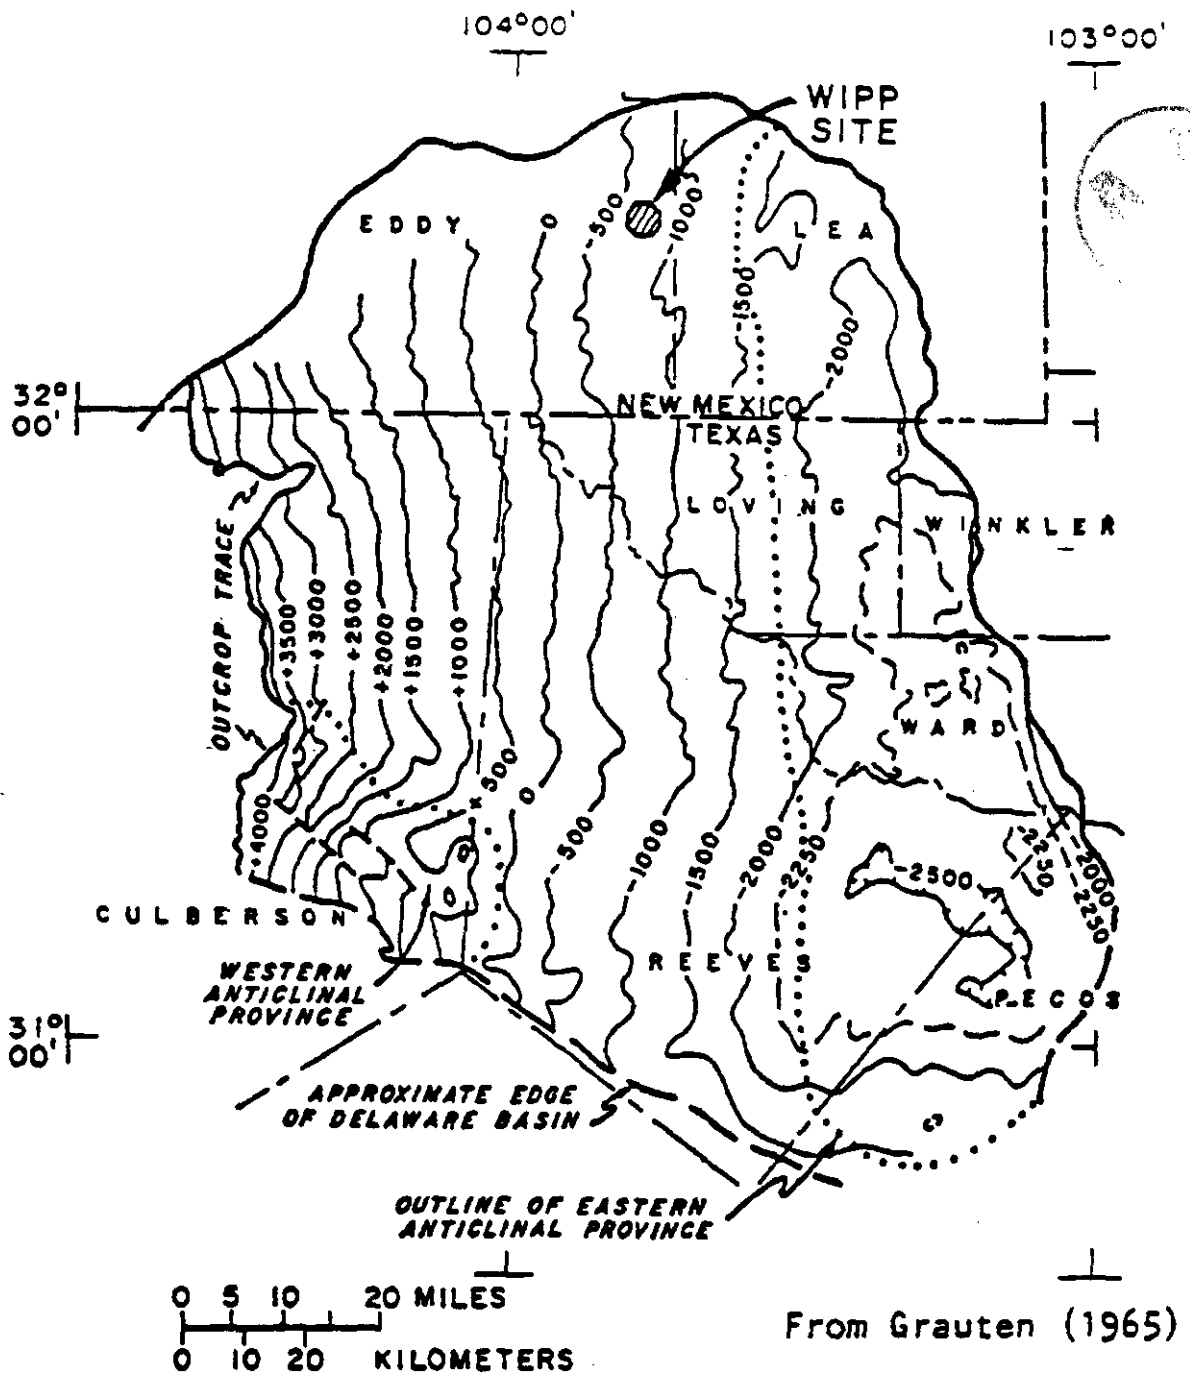 104°00'
103°00'
WIPP
SITE
EDDY
0
-500
-1000
LEA
-1500
-2000
32°
00'
NEW MEXICO
TEXAS
LOVING
WINKLER
OUTCROP TRACE
+3500
+3000
+2500
+2000
+1500
+1000
WARD
+500
0
+4000
-500
-1000
-1500
-2000
-2250
-2500
-2250
-2000
-2250
0
0
CULBERSON
REEVES
PECOS
WESTERN
ANTICLINAL
PROVINCE
31°
00'
APPROXIMATE EDGE
OF DELAWARE BASIN
OUTLINE OF EASTERN
ANTICLINAL PROVINCE
0 5 10 20 MILES
0 10 20 KILOMETERS
From Grauten (1965)